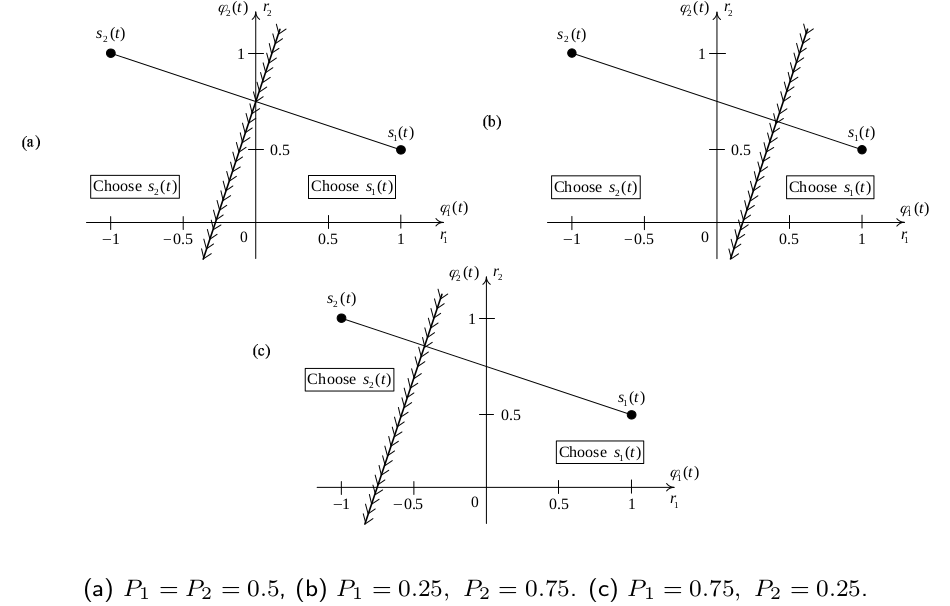 φ₂(t) r₂
s₂(t)
1
s₁(t)
(a)
0.5
Choose s₂(t)
Choose s₁(t)
φ₁(t)
−1 −0.5 0 0.5 1 r₁
φ₂(t) r₂
s₂(t)
1
(b)
s₁(t)
0.5
Choose s₂(t)
Choose s₁(t)
φ₁(t)
−1 −0.5 0 0.5 1 r₁
φ₂(t) r₂
s₂(t)
1
(c)
Choose s₂(t)
s₁(t)
0.5
Choose s₁(t)
φ₁(t)
−1 −0.5 0 0.5 1 r₁
(a) P₁ = P₂ = 0.5, (b) P₁ = 0.25, P₂ = 0.75. (c) P₁ = 0.75, P₂ = 0.25.